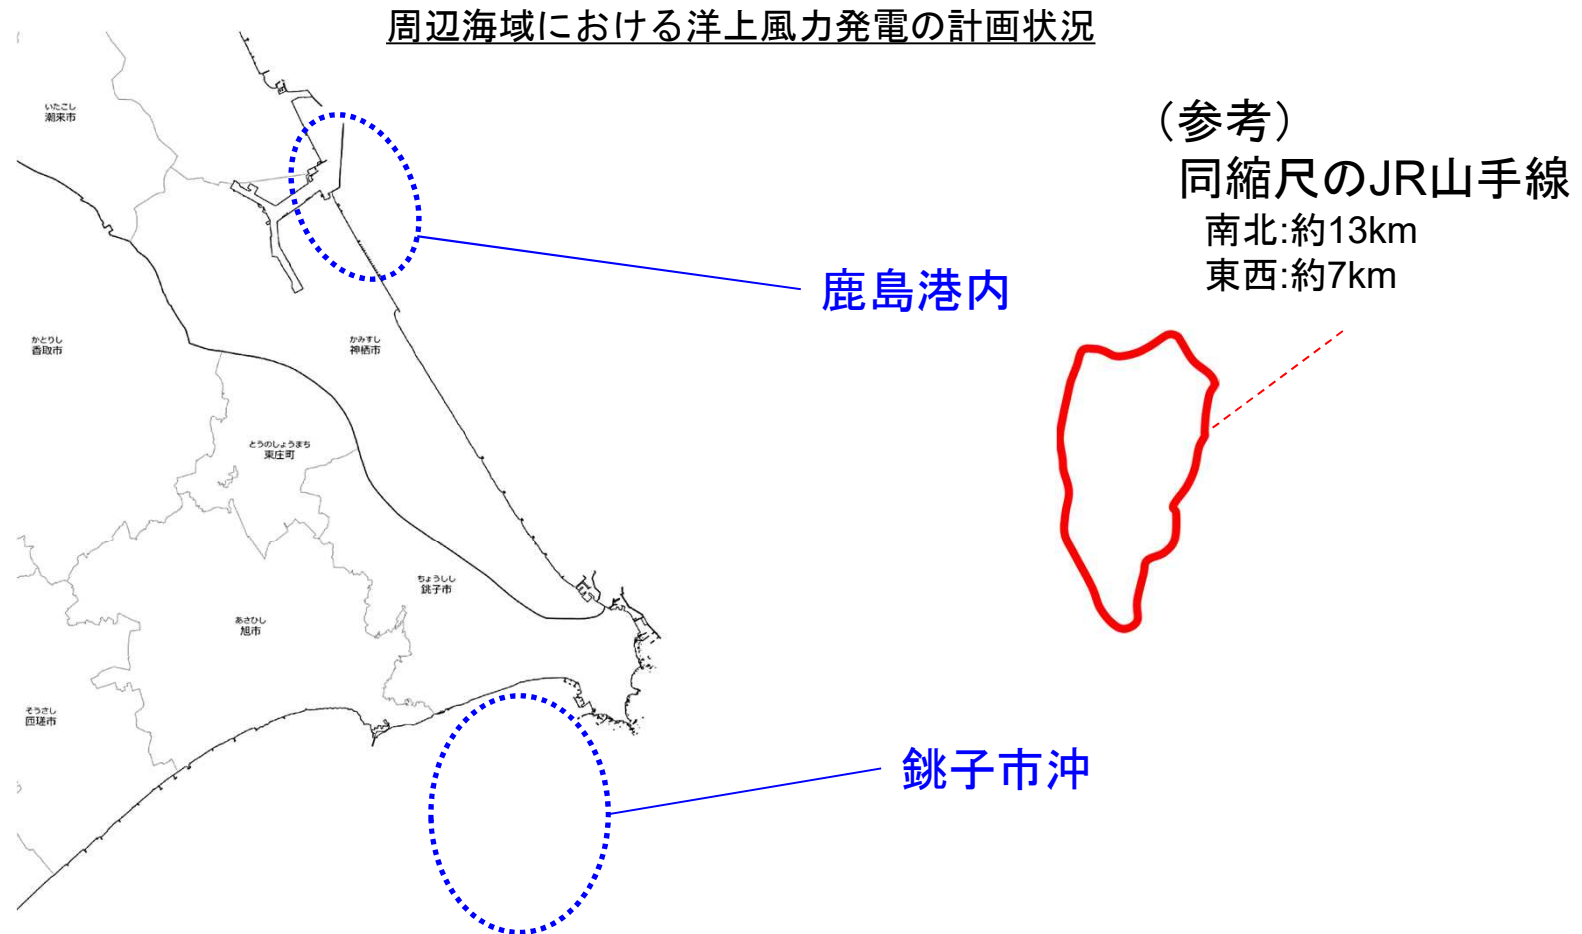 周辺海域における洋上風力発電の計画状況
いたこし
潮来市
(参考)
同縮尺のJR山手線
南北:約13km
東西:約7km
鹿島港内
かとりし
香取市
かみすし
神栖市
とうのしょうまち
東庄町
ちょうしし
銚子市
あさひし
旭市
そうさし
匝瑳市
銚子市沖